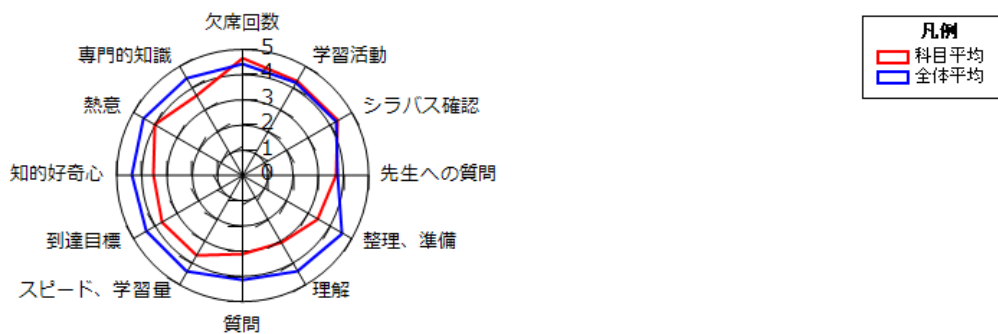 欠席回数
学習活動
シラバス確認
先生への質問
整理、準備
理解
質問
スピード、学習量
到達目標
知的好奇心
熱意
専門的知識
5
4
3
2
1
0
凡例
科目平均
全体平均